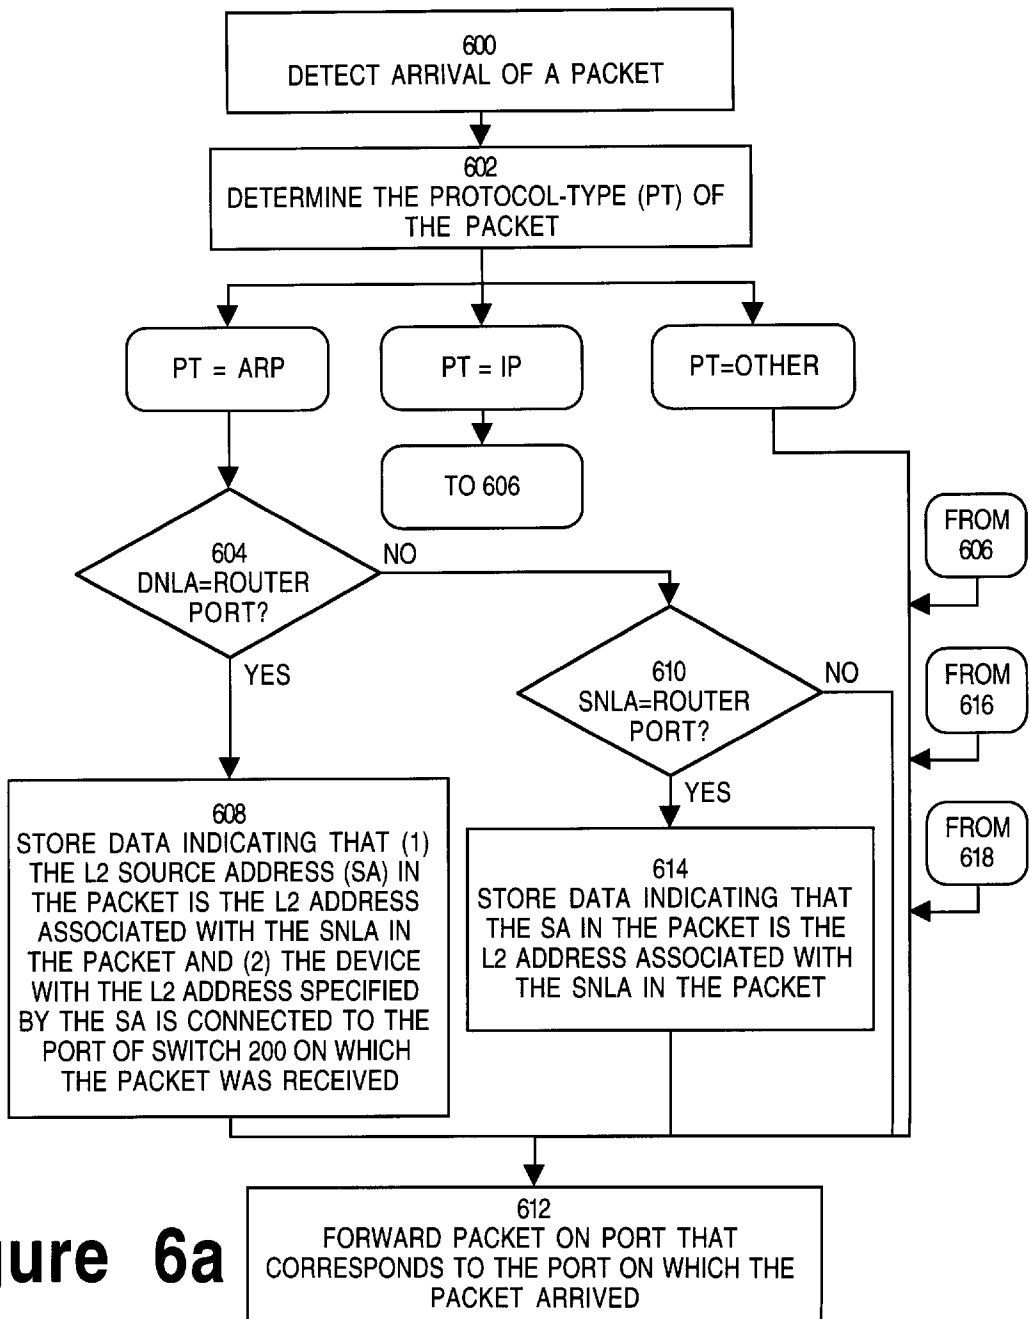 600
DETECT ARRIVAL OF A PACKET
602
DETERMINE THE PROTOCOL-TYPE (PT) OF
THE PACKET
PT = ARP
PT = IP
PT=OTHER
TO 606
FROM
606
604
DNLA=ROUTER
PORT?
NO
YES
610
SNLA=ROUTER
PORT?
NO
YES
FROM
616
608
STORE DATA INDICATING THAT (1)
THE L2 SOURCE ADDRESS (SA) IN
THE PACKET IS THE L2 ADDRESS
ASSOCIATED WITH THE SNLA IN
THE PACKET AND (2) THE DEVICE
WITH THE L2 ADDRESS SPECIFIED
BY THE SA IS CONNECTED TO THE
PORT OF SWITCH 200 ON WHICH
THE PACKET WAS RECEIVED
614
STORE DATA INDICATING THAT
THE SA IN THE PACKET IS THE
L2 ADDRESS ASSOCIATED WITH
THE SNLA IN THE PACKET
FROM
618
612
FORWARD PACKET ON PORT THAT
CORRESPONDS TO THE PORT ON WHICH THE
PACKET ARRIVED
gure 6a